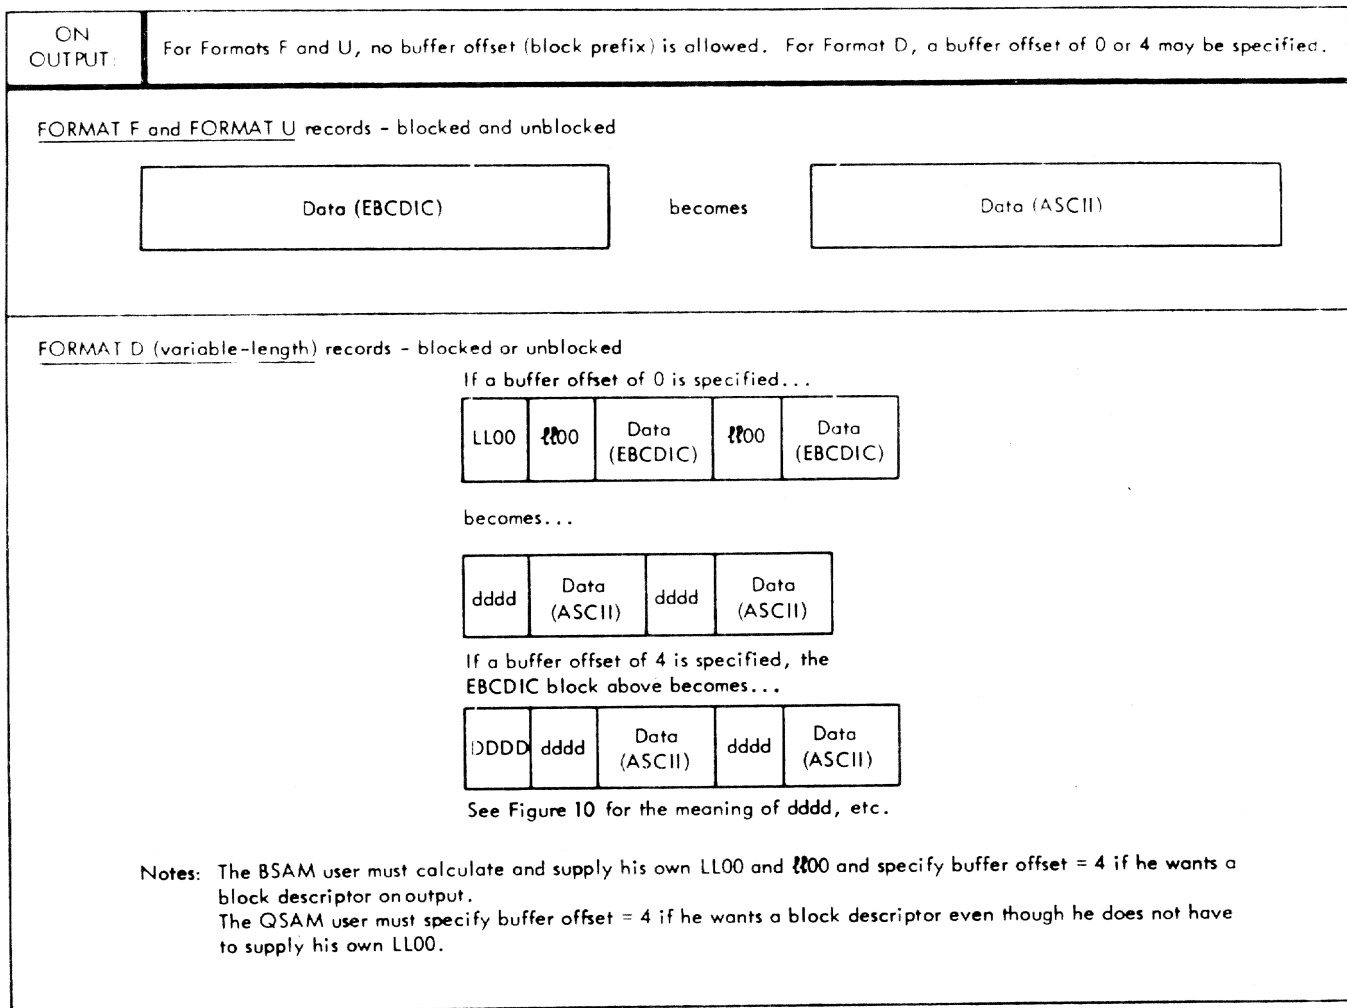 ON
OUTPUT:
For Formats F and U, no buffer offset (block prefix) is allowed. For Format D, a buffer offset of 0 or 4 may be specified.
FORMAT F and FORMAT U records - blocked and unblocked
Data (EBCDIC)
becomes
Data (ASCII)
FORMAT D (variable-length) records - blocked or unblocked
If a buffer offset of 0 is specified...
LL00
ℓℓ00
Data
(EBCDIC)
ℓℓ00
Data
(EBCDIC)
becomes...
dddd
Data
(ASCII)
dddd
Data
(ASCII)
If a buffer offset of 4 is specified, the
EBCDIC block above becomes...
DDDD
dddd
Data
(ASCII)
dddd
Data
(ASCII)
See Figure 10 for the meaning of dddd, etc.
Notes: The BSAM user must calculate and supply his own LL00 and ℓℓ00 and specify buffer offset = 4 if he wants a
block descriptor on output.
The QSAM user must specify buffer offset = 4 if he wants a block descriptor even though he does not have
to supply his own LL00.